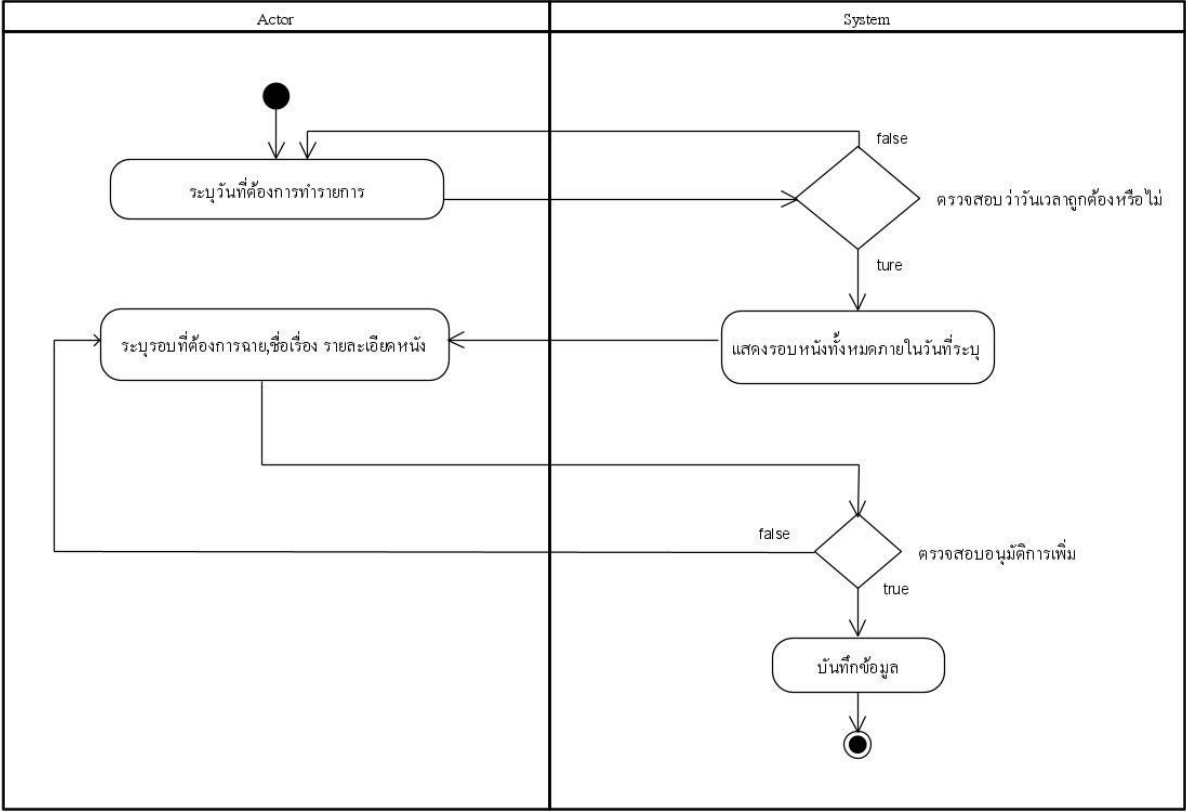 Actor
System
false
ระบุวันที่ต้องการทำรายการ
ตรวจสอบว่าวันเวลาถูกต้องหรือไม่
ture
ระบุรอบที่ต้องการฉาย,ชื่อเรื่อง รายละเอียดหนัง
แสดงรอบหนังทั้งหมดภายในวันที่ระบุ
false
ตรวจสอบอนุมัติการเพิ่ม
true
บันทึกข้อมูล